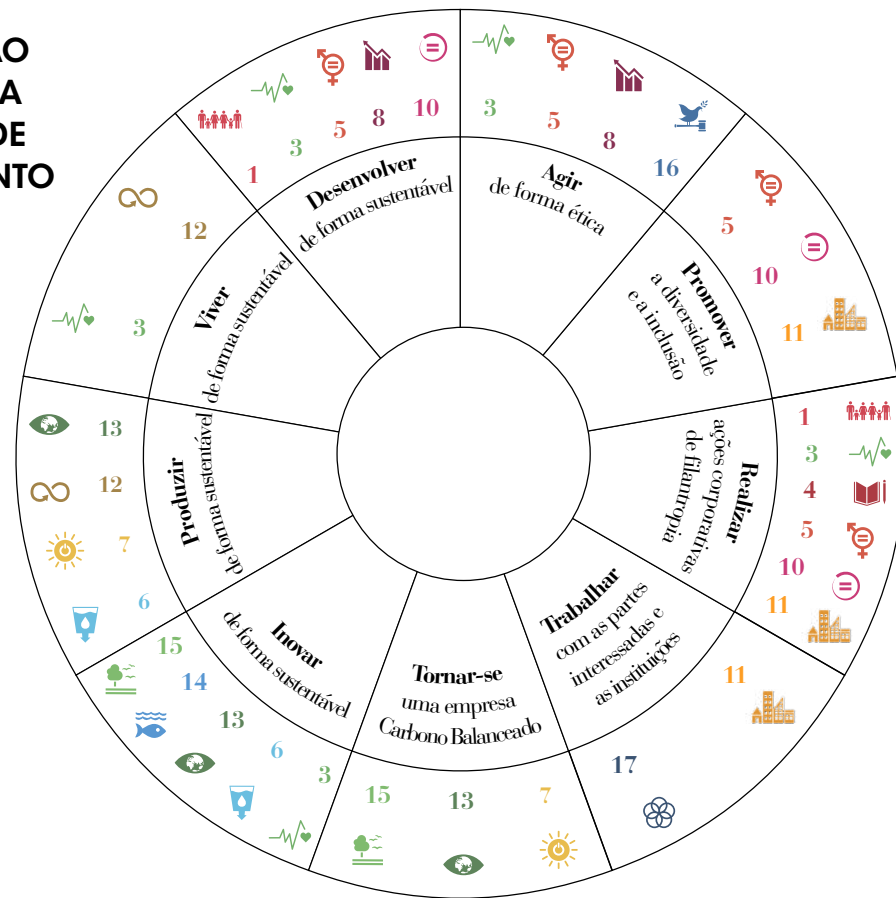 ÃO
A
DE
NTO
3
5
8
16
Agir
de forma ética
5
10
11
Promover
a diversidade
e a inclusão
1
3
4
5
10
11
Realizar
ações corporativas
de filantropia
11
17
Trabalhar
com as partes
interessadas e
as instituições
7
13
15
Tornar-se
uma empresa
Carbono Balanceado
3
6
13
14
15
Inovar
de forma sustentável
6
7
12
13
Produzir
de forma sustentável
3
12
Viver
de forma sustentável
1
3
5
8
10
Desenvolver
de forma sustentável